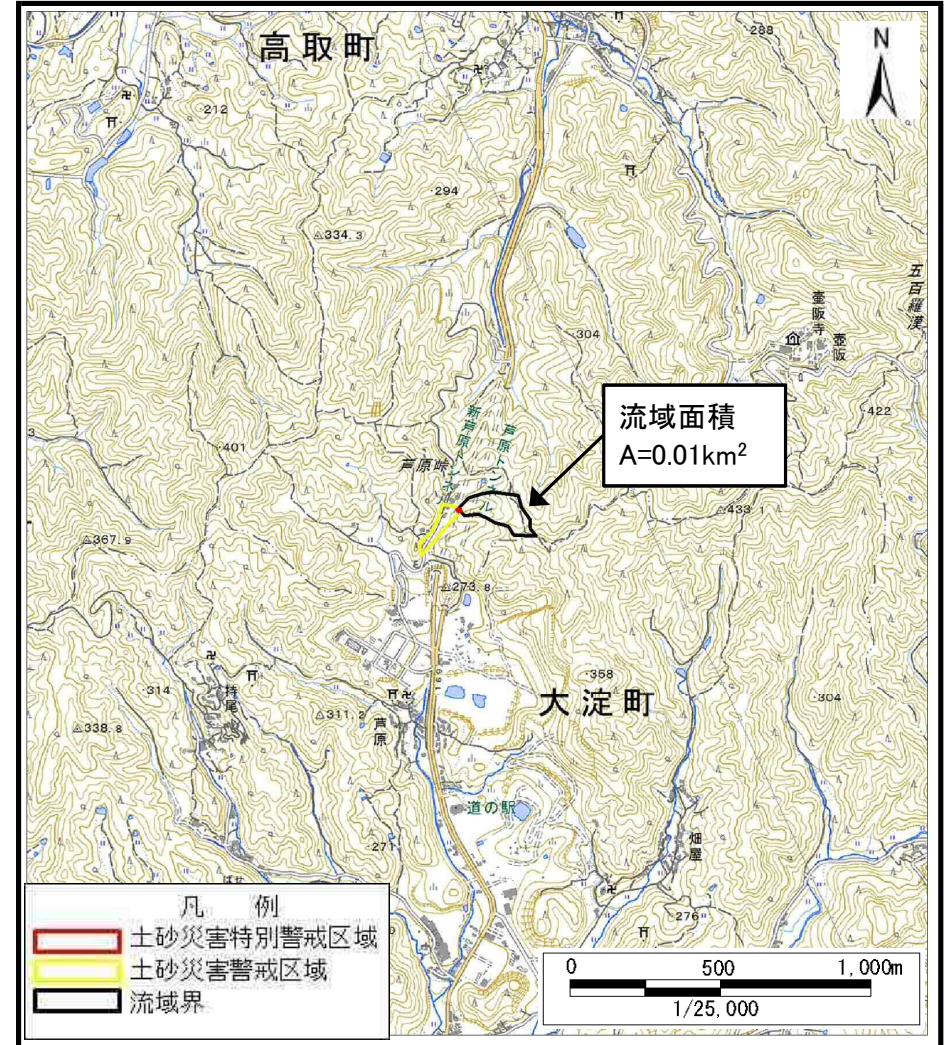 高取町
288
N
212
294
334.3
五百羅漢
壷阪寺
壺阪
304
422
流域面積
A=0.01km²
新芦原トンネル
芦原トンネル
芦原峠
401
433.1
367.9
273.8
169
358
大淀町
314
持尾
311.2
304
338.8
芦原
道の駅
271
畑屋
276
凡 例
土砂災害特別警戒区域
土砂災害警戒区域
流域界
0 500 1,000m
1/25,000